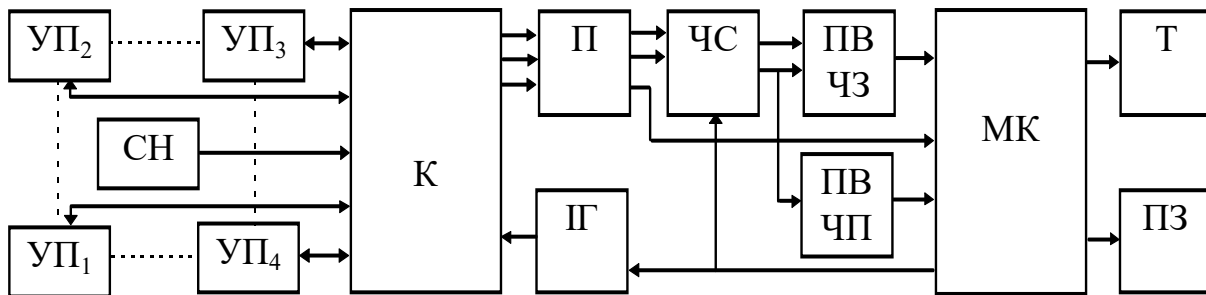 УП₂
УП₃
К
П
ЧС
ПВ
ЧЗ
МК
Т
СН
ІГ
ПВ
ЧП
ПЗ
УП₁
УП₄